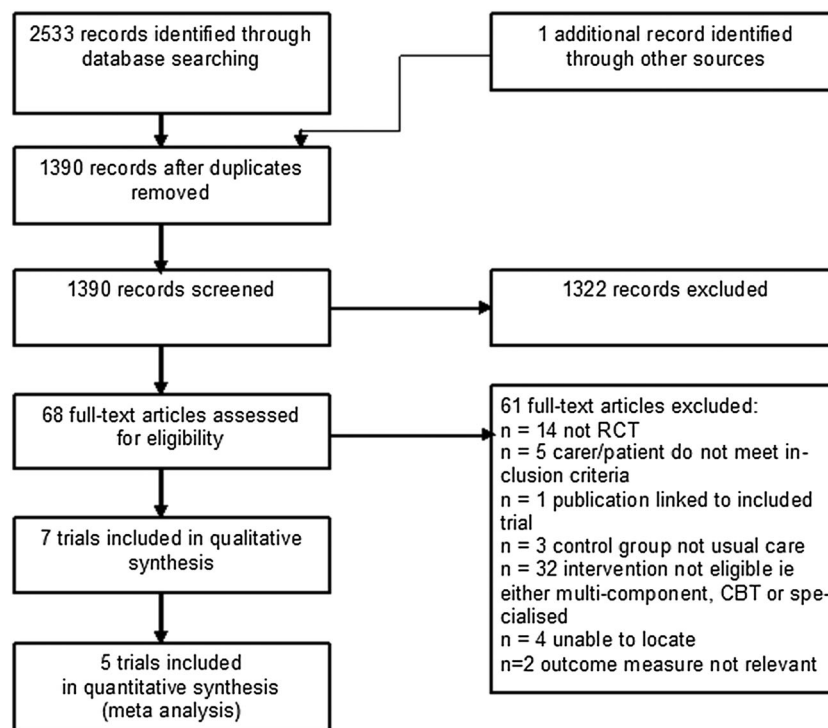 2533 records identified through
database searching
1 additional record identified
through other sources
1390 records after duplicates
removed
1390 records screened
1322 records excluded
68 full-text articles assessed
for eligibility
61 full-text articles excluded:
n = 14 not RCT
n = 5 carer/patient do not meet in-
clusion criteria
n = 1 publication linked to included
trial
n = 3 control group not usual care
n = 32 intervention not eligible ie
either multi-component, CBT or spe-
cialised
n = 4 unable to locate
n=2 outcome measure not relevant
7 trials included in qualitative
synthesis
5 trials included
in quantitative synthesis
(meta analysis)